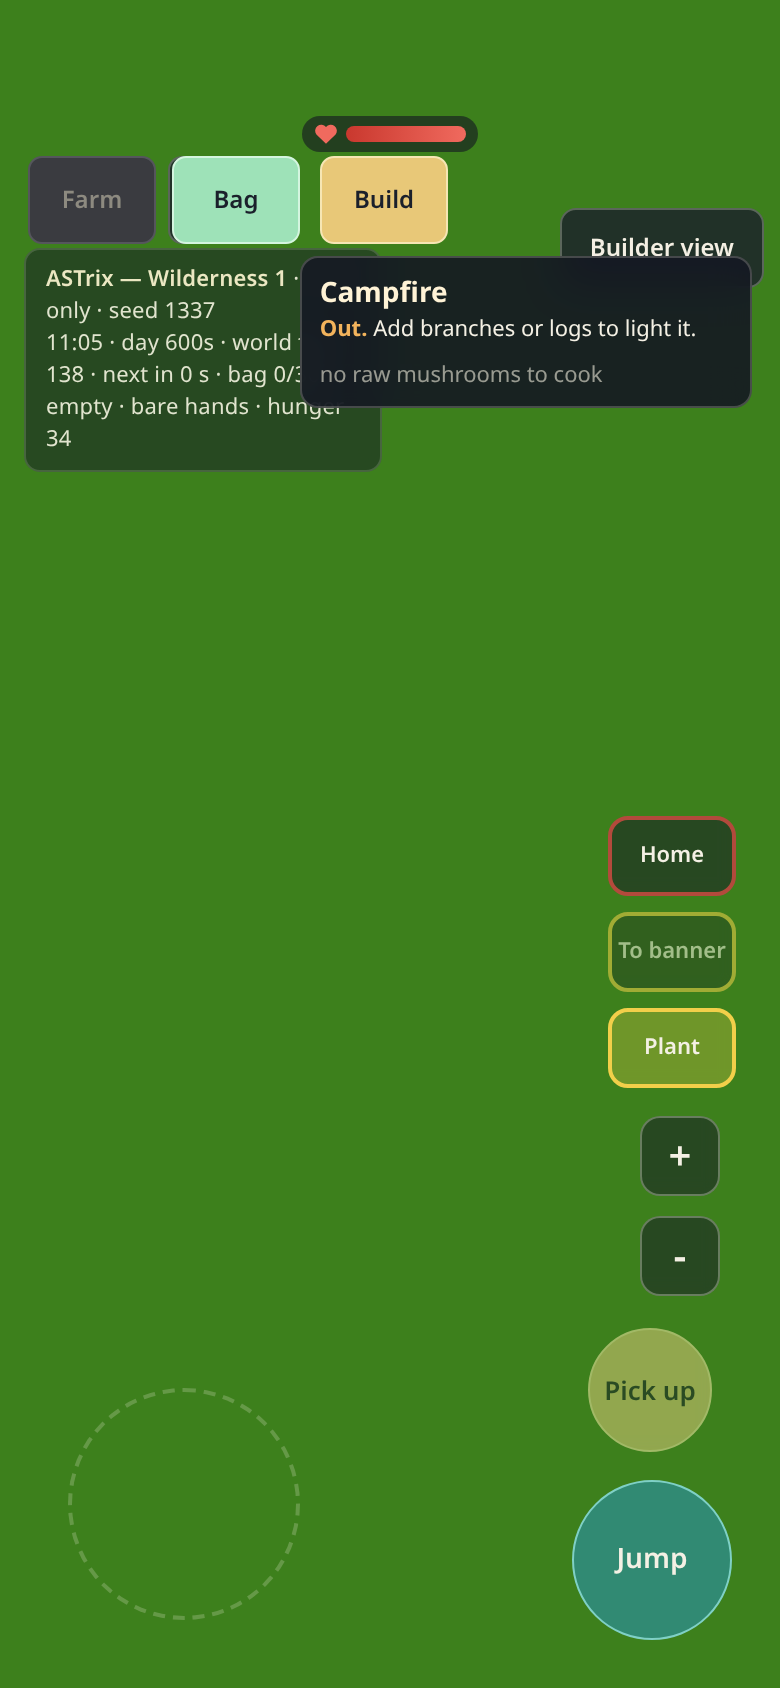 Farm
Bag
Build
Builder view
ASTrix — Wilderness 1 ·
only · seed 1337
11:05 · day 600s · world
138 · next in 0 s · bag 0/3
empty · bare hands · hunger
34
Campfire
Out. Add branches or logs to light it.
no raw mushrooms to cook
Home
To banner
Plant
+
-
Pick up
Jump